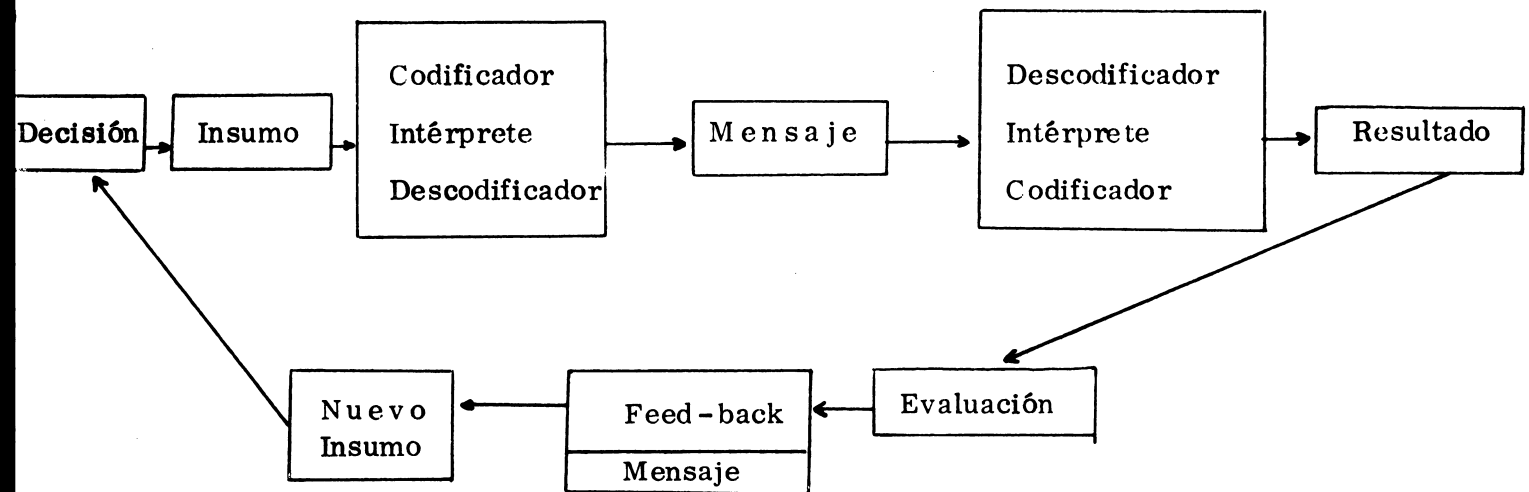 Decisión
Insumo
Codificador
Intérprete
Descodificador
Mensaje
Descodificador
Intérprete
Codificador
Resultado
Evaluación
Feed-back
Mensaje
Nuevo
Insumo